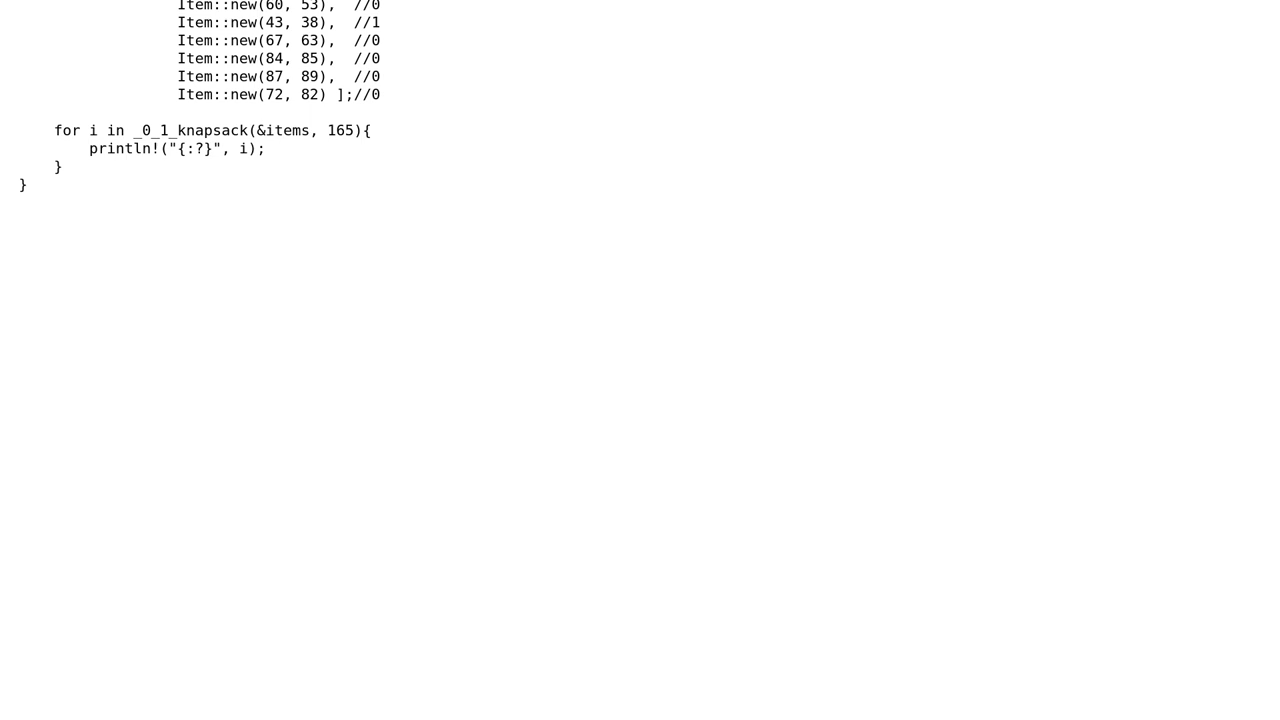 Item::new(60, 53),  //0
                  Item::new(43, 38),  //1
                  Item::new(67, 63),  //0
                  Item::new(84, 85),  //0
                  Item::new(87, 89),  //0
                  Item::new(72, 82) ];//0

    for i in _0_1_knapsack(&items, 165){
        println!("{:?}", i);
    }
}